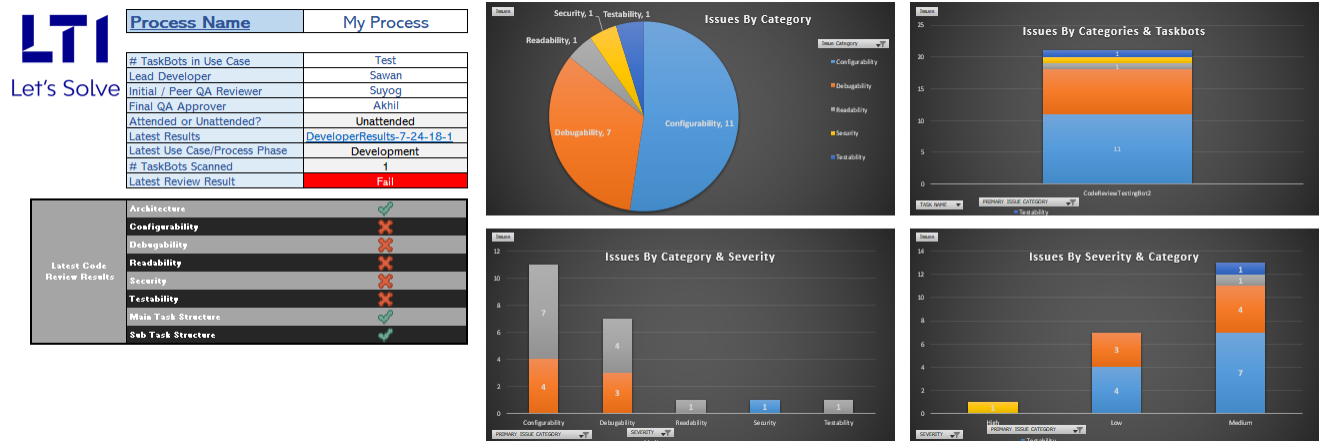 LTI
Let's Solve
Process Name My Process
# TaskBots in Use Case Test
Lead Developer Sawan
Initial / Peer QA Reviewer Suyog
Final QA Approver Akhil
Attended or Unattended? Unattended
Latest Results DeveloperResults-7-24-18-1
Latest Use Case/Process Phase Development
# TaskBots Scanned 1
Latest Review Result Fail
Latest Code
Review Results
Architecture
Configurability
Debugability
Readability
Security
Testability
Main Task Structure
Sub Task Structure
Issues By Category
Security, 1
Testability, 1
Readability, 1
Debugability, 7
Configurability, 11
Issue Category
Configurability
Debugability
Readability
Security
Testability
Issues By Categories & Taskbots
25
20
15
10
5
0
1
1
11
CodeReviewTestingBot2
TASK NAME
PRIMARY ISSUE CATEGORY
Testability
Issues By Category & Severity
12
10
8
6
4
2
0
7
4
4
3
1
1
1
Configurability Debugability Readability Security Testability
PRIMARY ISSUE CATEGORY
SEVERITY
Issues By Severity & Category
14
12
10
8
6
4
2
0
1
3
4
1
1
4
7
High Low Medium
SEVERITY
PRIMARY ISSUE CATEGORY
Testability